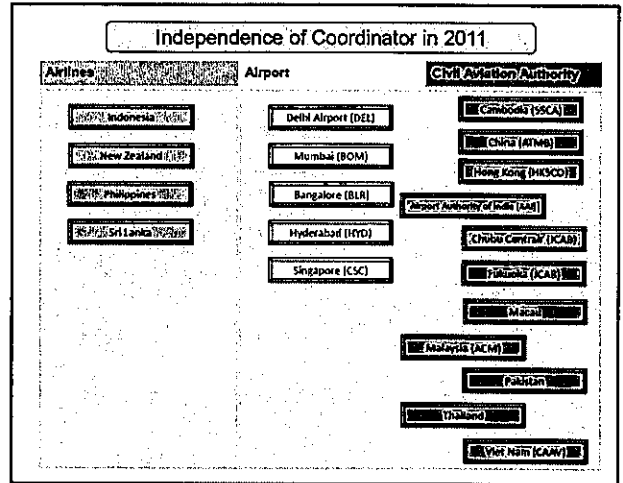 Independence of Coordinator in 2011
Airlines
Airport
Civil Aviation Authority
Indonesia
New Zealand
Philippines
Sri Lanka
Delhi Airport (DEL)
Mumbai (BOM)
Bangalore (BLR)
Hyderabad (HYD)
Singapore (CSC)
Cambodia (SSCA)
China (ATMB)
Hong Kong (HKSCO)
Airport Authority of India (AAI)
Chubu Centrair (JCAB)
Fukuoka (JCAB)
Macau
Malaysia (ACM)
Pakistan
Thailand
Viet Nam (CAAV)